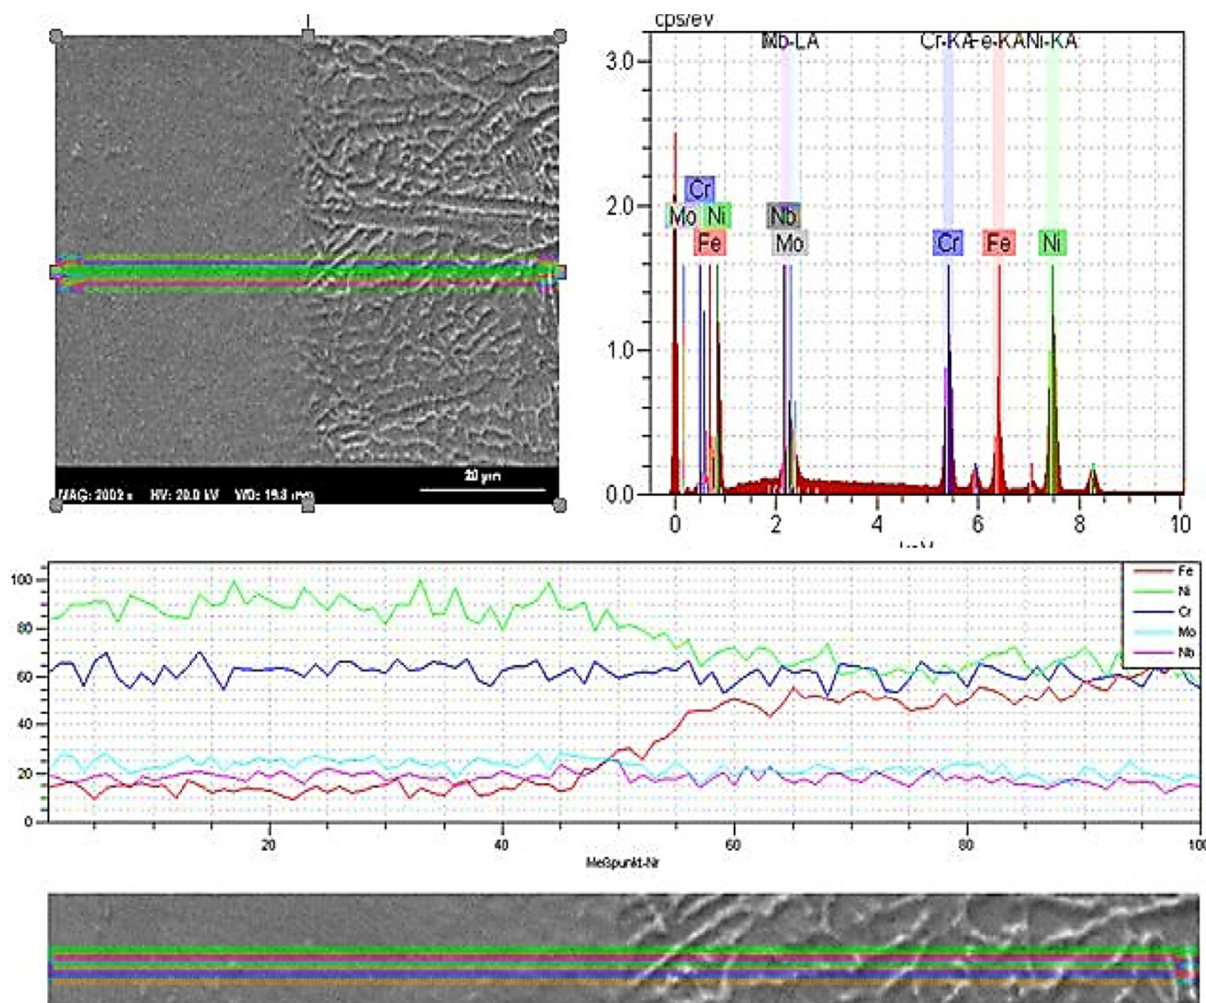 cps/eV
Cr-KA Fe-KA Ni-KA
3.0
2.0
1.0
0.0
Cr
Mo Ni
Fe
Nb
Mo
Cr Fe Ni
0 2 4 6 8 10
20 µm
MAG: 2002 x HV: 20.0 kV WD: 19.8 mm
100
80
60
40
20
0
Fe
Ni
Cr
Mo
Nb
20 40 60 80 100
Meßpunkt-Nr